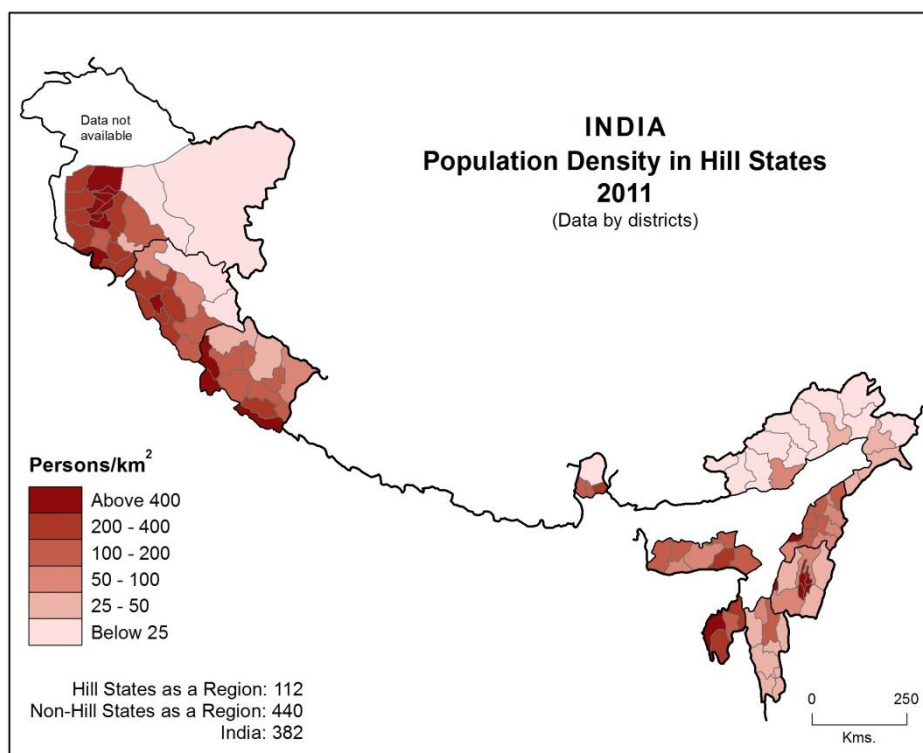 Data not
available
INDIA
Population Density in Hill States
2011
(Data by districts)
Persons/km²
Above 400
200 - 400
100 - 200
50 - 100
25 - 50
Below 25
Hill States as a Region: 112
Non-Hill States as a Region: 440
India: 382
0 250
Kms.